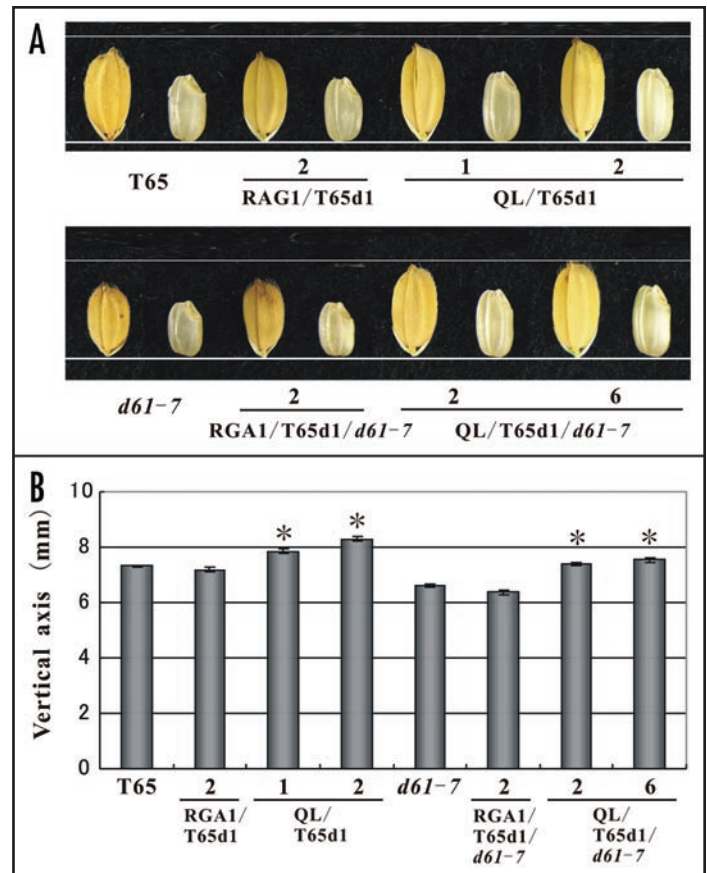 A
T65
2
1
2
RAG1/T65d1
QL/T65d1
d61-7
2
2
6
RGA1/T65d1/d61-7
QL/T65d1/d61-7
B
Vertical axis (mm)
10
8
6
4
2
0
* * * *
T65 2 1 2 d61-7 2 2 6
RGA1/ QL/ RGA1/ QL/
T65d1 T65d1 T65d1/ T65d1/
d61-7 d61-7